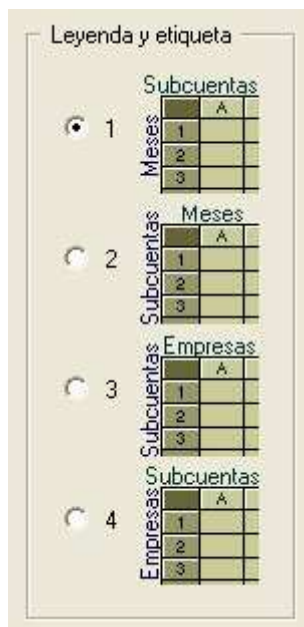 Leyenda y etiqueta
Subcuentas
1
Meses
A
1
2
3
Meses
2
Subcuentas
A
1
2
3
Empresas
3
Subcuentas
A
1
2
3
Subcuentas
4
Empresas
A
1
2
3